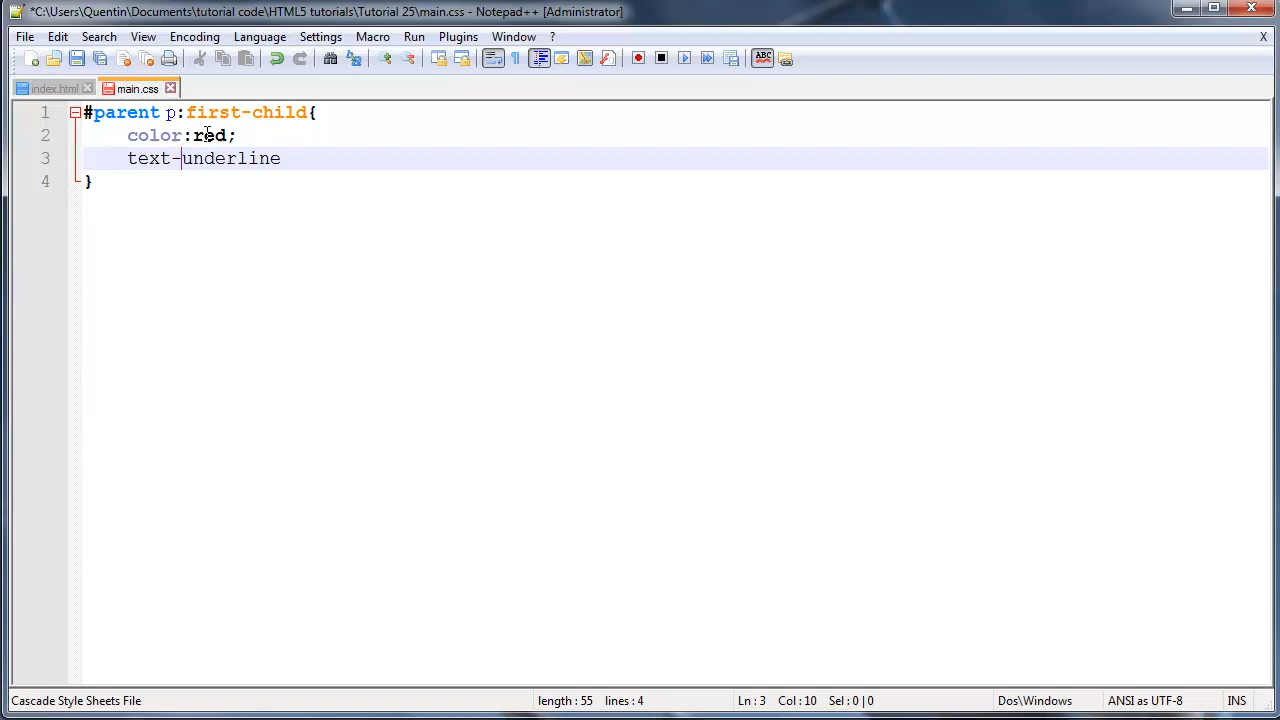 *C:\Users\Quentin\Documents\tutorial code\HTML5 tutorials\Tutorial 25\main.css - Notepad++ [Administrator]
File Edit Search View Encoding Language Settings Macro Run Plugins Window ? X
index.html main.css
1 #parent p:first-child{
2 color:red;
3 text-underline
4 }
Cascade Style Sheets File length : 55 lines : 4 Ln : 3 Col : 10 Sel : 0 | 0 Dos\Windows ANSI as UTF-8 INS